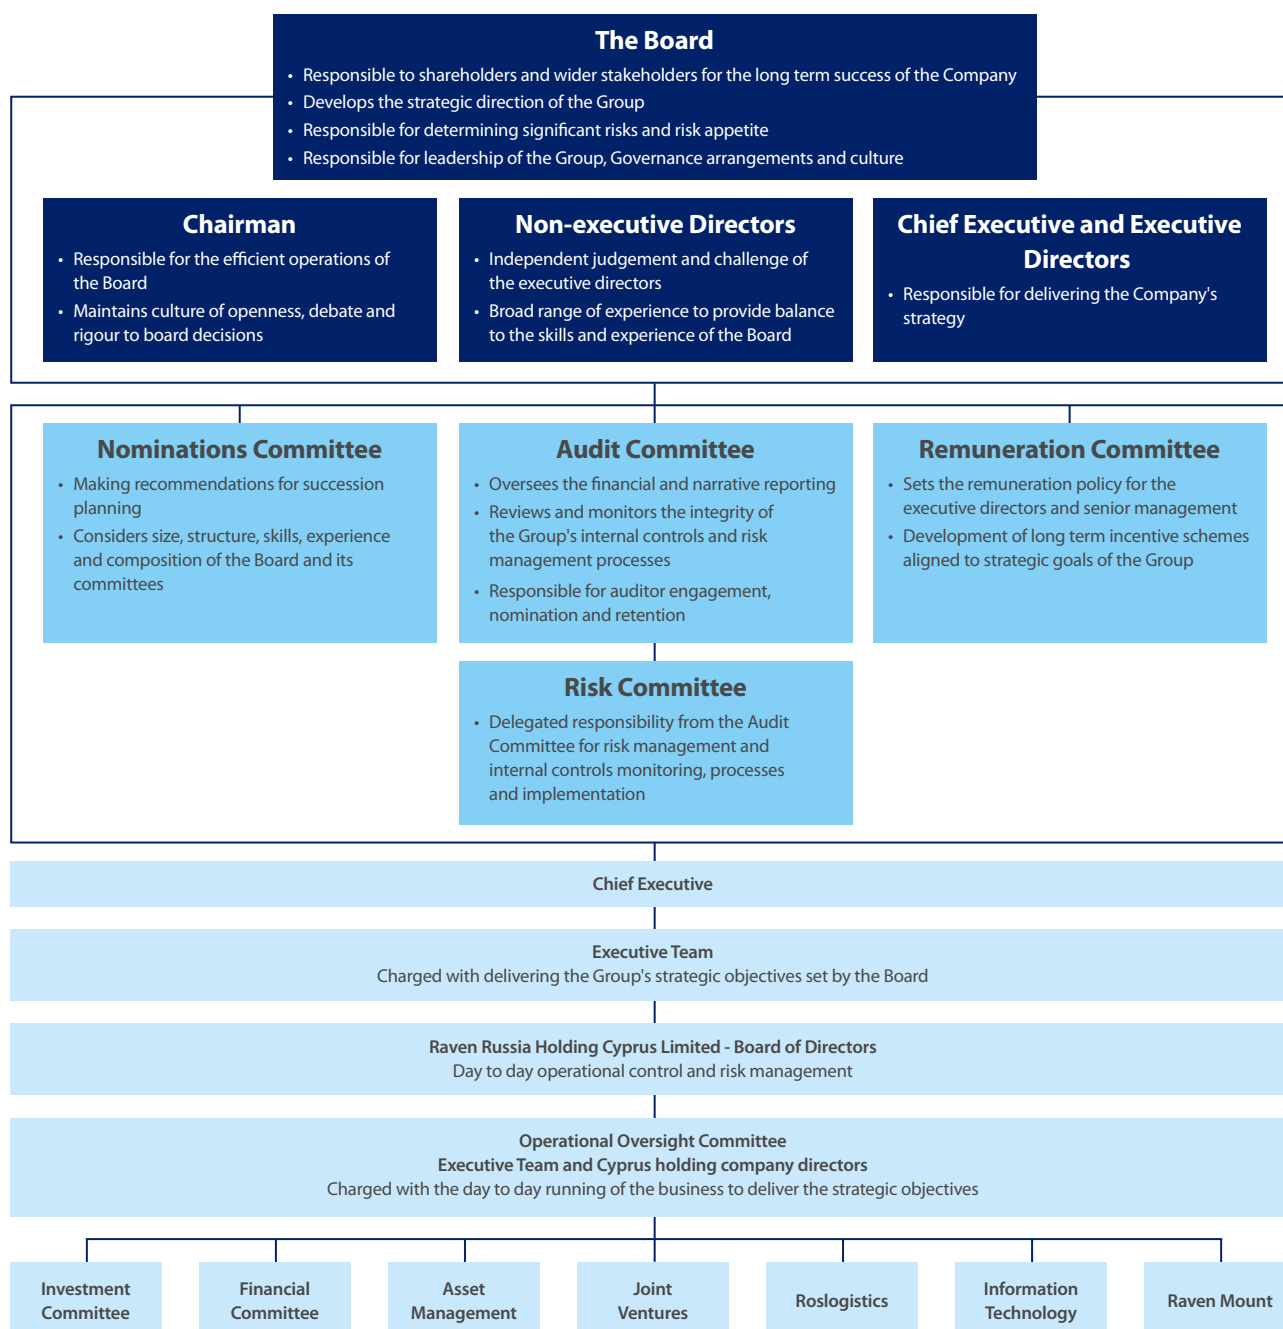 The Board
• Responsible to shareholders and wider stakeholders for the long term success of the Company
• Develops the strategic direction of the Group
• Responsible for determining significant risks and risk appetite
• Responsible for leadership of the Group, Governance arrangements and culture
Chairman
• Responsible for the efficient operations of
the Board
• Maintains culture of openness, debate and
rigour to board decisions
Non-executive Directors
• Independent judgement and challenge of
the executive directors
• Broad range of experience to provide balance
to the skills and experience of the Board
Chief Executive and Executive
Directors
• Responsible for delivering the Company's
strategy
Nominations Committee
• Making recommendations for succession
planning
• Considers size, structure, skills, experience
and composition of the Board and its
committees
Audit Committee
• Oversees the financial and narrative reporting
• Reviews and monitors the integrity of
the Group's internal controls and risk
management processes
• Responsible for auditor engagement,
nomination and retention
Remuneration Committee
• Sets the remuneration policy for the
executive directors and senior management
• Development of long term incentive schemes
aligned to strategic goals of the Group
Risk Committee
• Delegated responsibility from the Audit
Committee for risk management and
internal controls monitoring, processes
and implementation
Chief Executive
Executive Team
Charged with delivering the Group's strategic objectives set by the Board
Raven Russia Holding Cyprus Limited - Board of Directors
Day to day operational control and risk management
Operational Oversight Committee
Executive Team and Cyprus holding company directors
Charged with the day to day running of the business to deliver the strategic objectives
Investment
Committee
Financial
Committee
Asset
Management
Joint
Ventures
Roslogistics
Information
Technology
Raven Mount